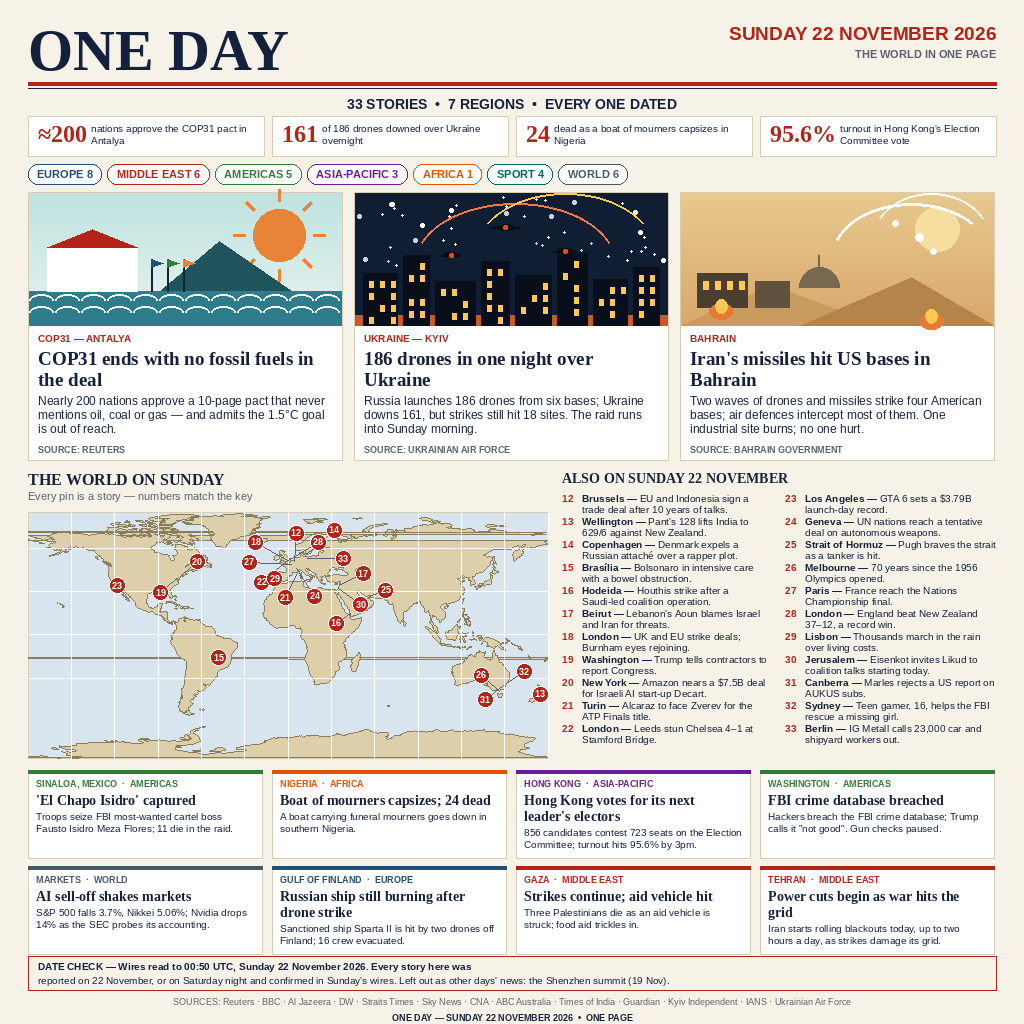 ONE DAY
SUNDAY 22 NOVEMBER 2026
THE WORLD IN ONE PAGE
33 STORIES • 7 REGIONS • EVERY ONE DATED
≈200 nations approve the COP31 pact in
Antalya
161 of 186 drones downed over Ukraine
overnight
24 dead as a boat of mourners capsizes in
Nigeria
95.6% turnout in Hong Kong's Election
Committee vote
EUROPE 8
MIDDLE EAST 6
AMERICAS 5
ASIA-PACIFIC 3
AFRICA 1
SPORT 4
WORLD 6
COP31 — ANTALYA
COP31 ends with no fossil fuels in
the deal
Nearly 200 nations approve a 10-page pact that never
mentions oil, coal or gas — and admits the 1.5°C goal
is out of reach.
SOURCE: REUTERS
UKRAINE — KYIV
186 drones in one night over
Ukraine
Russia launches 186 drones from six bases; Ukraine
downs 161, but strikes still hit 18 sites. The raid runs
into Sunday morning.
SOURCE: UKRAINIAN AIR FORCE
BAHRAIN
Iran's missiles hit US bases in
Bahrain
Two waves of drones and missiles strike four American
bases; air defences intercept most of them. One
industrial site burns; no one hurt.
SOURCE: BAHRAIN GOVERNMENT
THE WORLD ON SUNDAY
Every pin is a story — numbers match the key
12
14
18
28
20
27
33
17
22
29
23
19
21
24
25
30
16
15
32
26
31
13
ALSO ON SUNDAY 22 NOVEMBER
12 Brussels — EU and Indonesia sign a
trade deal after 10 years of talks.
13 Wellington — Pant's 128 lifts India to
629/6 against New Zealand.
14 Copenhagen — Denmark expels a
Russian attaché over a rapper plot.
15 Brasília — Bolsonaro in intensive care
with a bowel obstruction.
16 Hodeida — Houthis strike after a
Saudi-led coalition operation.
17 Beirut — Lebanon's Aoun blames Israel
and Iran for threats.
18 London — UK and EU strike deals;
Burnham eyes rejoining.
19 Washington — Trump tells contractors to
report Congress.
20 New York — Amazon nears a $7.5B deal
for Israeli AI start-up Decart.
21 Turin — Alcaraz to face Zverev for the
ATP Finals title.
22 London — Leeds stun Chelsea 4–1 at
Stamford Bridge.
23 Los Angeles — GTA 6 sets a $3.79B
launch-day record.
24 Geneva — UN nations reach a tentative
deal on autonomous weapons.
25 Strait of Hormuz — Pugh braves the strait
as a tanker is hit.
26 Melbourne — 70 years since the 1956
Olympics opened.
27 Paris — France reach the Nations
Championship final.
28 London — England beat New Zealand
37–12, a record win.
29 Lisbon — Thousands march in the rain
over living costs.
30 Jerusalem — Eisenkot invites Likud to
coalition talks starting today.
31 Canberra — Marles rejects a US report on
AUKUS subs.
32 Sydney — Teen gamer, 16, helps the FBI
rescue a missing girl.
33 Berlin — IG Metall calls 23,000 car and
shipyard workers out.
SINALOA, MEXICO · AMERICAS
'El Chapo Isidro' captured
Troops seize FBI most-wanted cartel boss
Fausto Isidro Meza Flores; 11 die in the raid.
NIGERIA · AFRICA
Boat of mourners capsizes; 24 dead
A boat carrying funeral mourners goes down in
southern Nigeria.
HONG KONG · ASIA-PACIFIC
Hong Kong votes for its next
leader's electors
856 candidates contest 723 seats on the Election
Committee; turnout hits 95.6% by 3pm.
WASHINGTON · AMERICAS
FBI crime database breached
Hackers breach the FBI crime database; Trump
calls it "not good". Gun checks paused.
MARKETS · WORLD
AI sell-off shakes markets
S&P 500 falls 3.7%, Nikkei 5.06%; Nvidia drops
14% as the SEC probes its accounting.
GULF OF FINLAND · EUROPE
Russian ship still burning after
drone strike
Sanctioned ship Sparta II is hit by two drones off
Finland; 16 crew evacuated.
GAZA · MIDDLE EAST
Strikes continue; aid vehicle hit
Three Palestinians die as an aid vehicle is
struck; food aid trickles in.
TEHRAN · MIDDLE EAST
Power cuts begin as war hits the
grid
Iran starts rolling blackouts today, up to two
hours a day, as strikes damage its grid.
DATE CHECK — Wires read to 00:50 UTC, Sunday 22 November 2026. Every story here was
reported on 22 November, or on Saturday night and confirmed in Sunday's wires. Left out as other days' news: the Shenzhen summit (19 Nov).
SOURCES: Reuters · BBC · Al Jazeera · DW · Straits Times · Sky News · CNA · ABC Australia · Times of India · Guardian · Kyiv Independent · IANS · Ukrainian Air Force
ONE DAY — SUNDAY 22 NOVEMBER 2026 • ONE PAGE